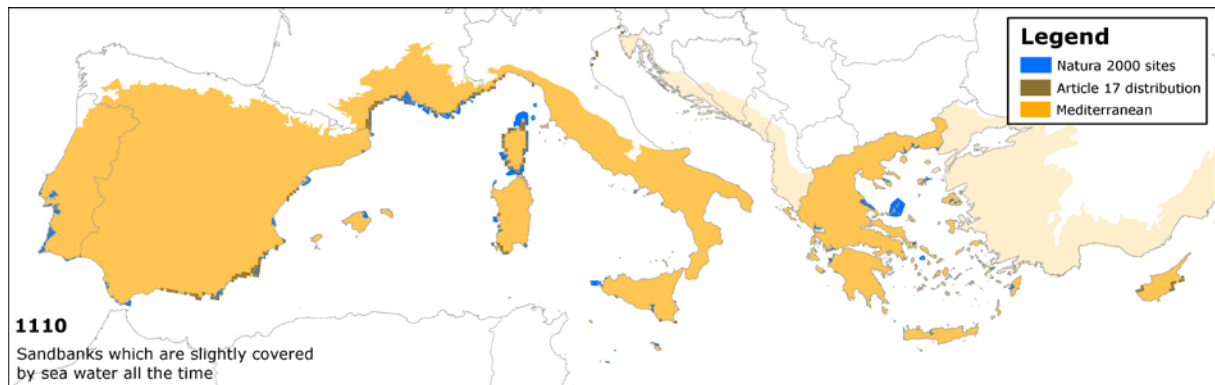 Legend
Natura 2000 sites
Article 17 distribution
Mediterranean
1110
Sandbanks which are slightly covered
by sea water all the time